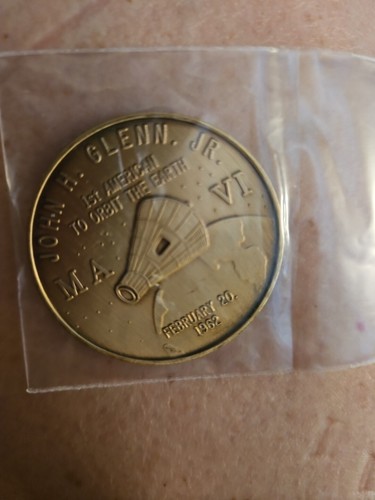 JOHN H. GLENN. JR.
1ST AMERICAN
TO ORBIT THE EARTH
MA VI
FEBRUARY 20.
1962